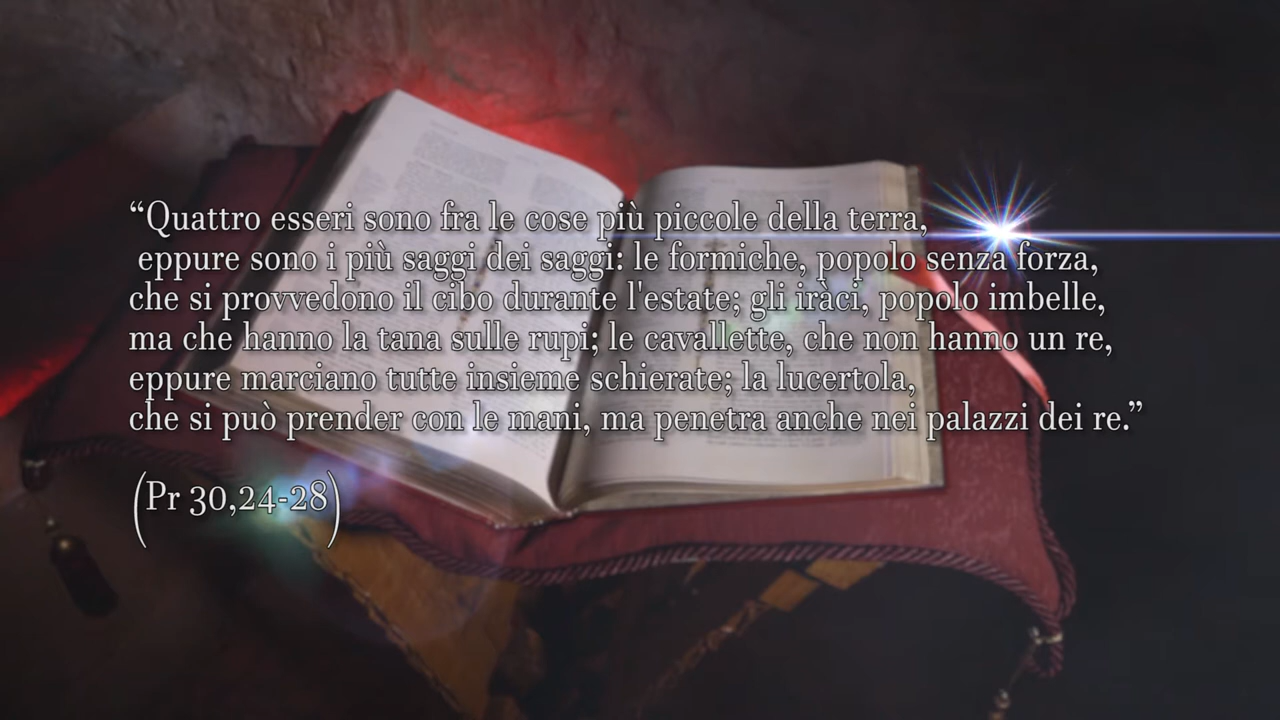 “Quattro esseri sono fra le cose più piccole della terra,
eppure sono i più saggi dei saggi: le formiche, popolo senza forza,
che si provvedono il cibo durante l'estate; gli iràci, popolo imbelle,
ma che hanno la tana sulle rupi; le cavallette, che non hanno un re,
eppure marciano tutte insieme schierate; la lucertola,
che si può prender con le mani, ma penetra anche nei palazzi dei re.”
(Pr 30,24-28)